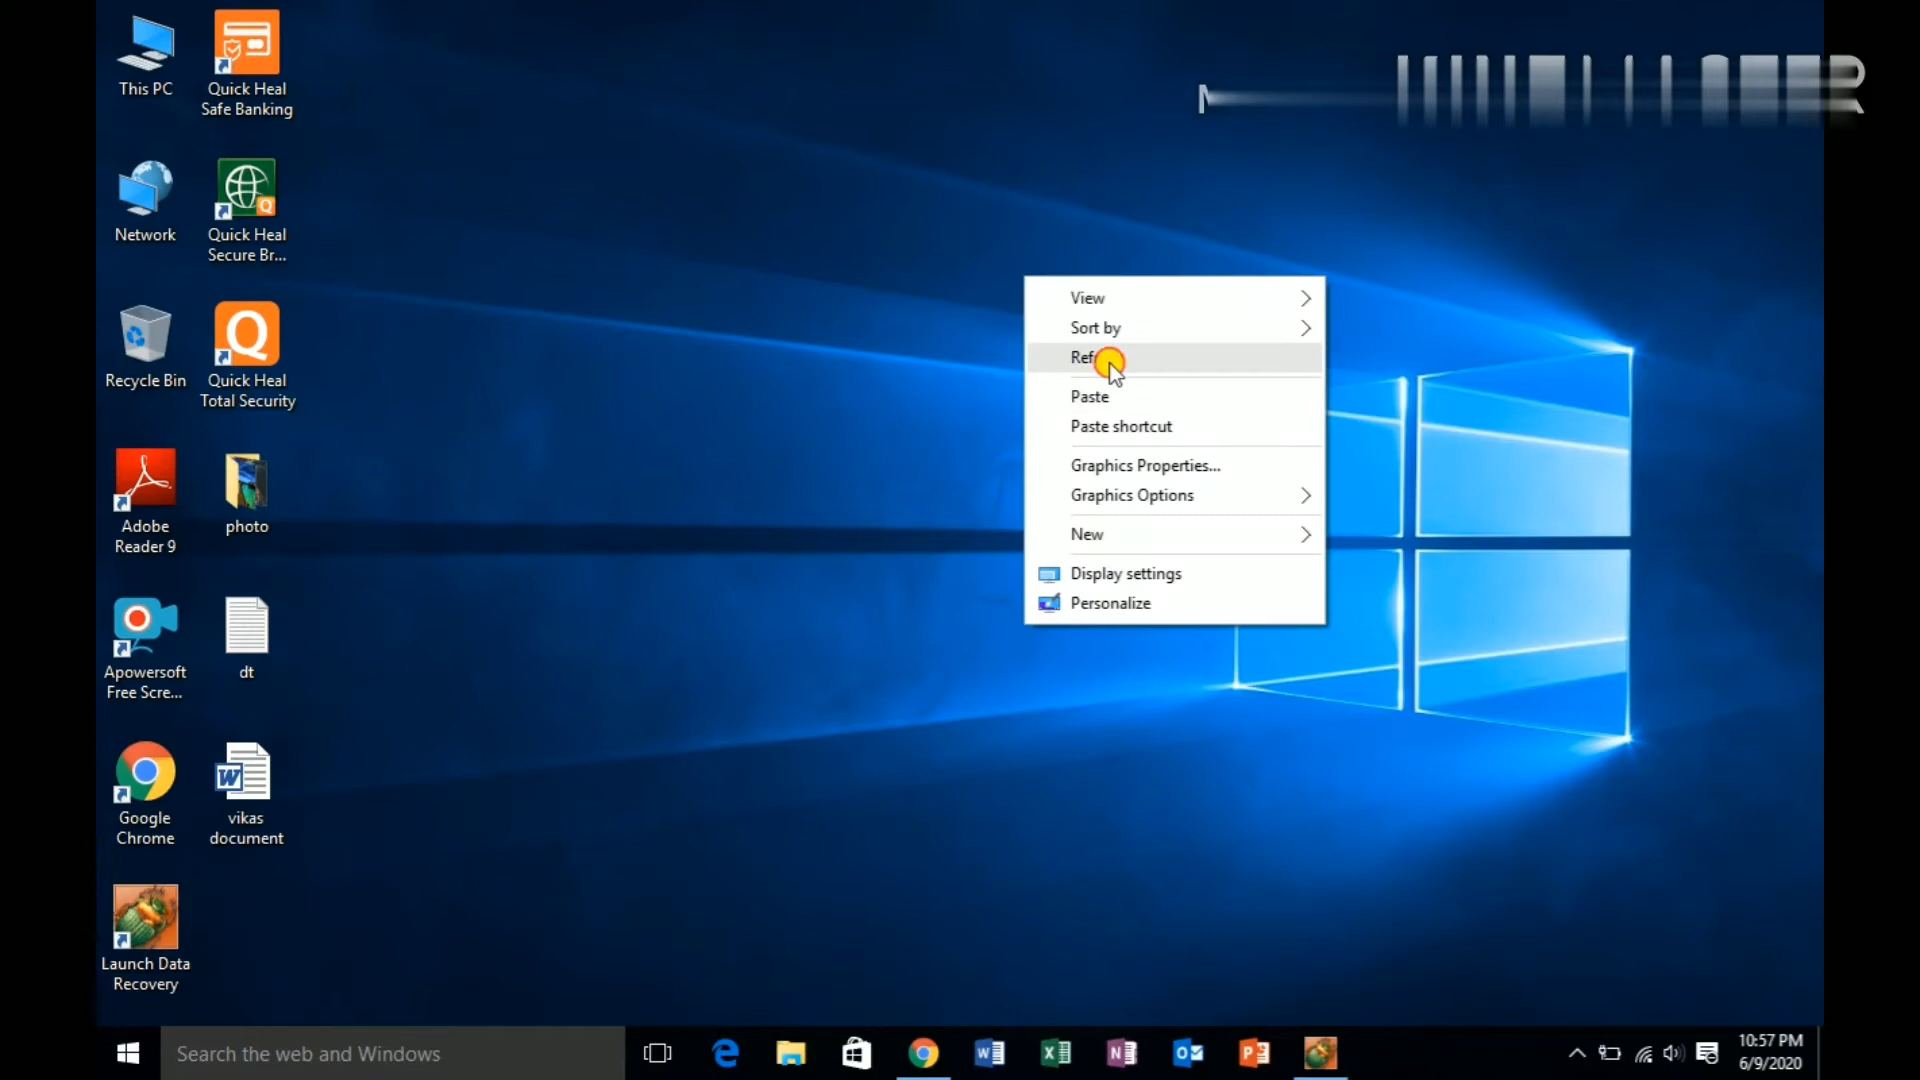 This PC
Quick Heal
Safe Banking
Network
Quick Heal
Secure Br...
Recycle Bin
Quick Heal
Total Security
Adobe
Reader 9
photo
Apowersoft
Free Scre...
dt
Google
Chrome
vikas
document
Launch Data
Recovery
View
Sort by
Paste
Paste shortcut
Graphics Properties...
Graphics Options
New
Display settings
Personalize
Search the web and Windows
10:57 PM
6/9/2020